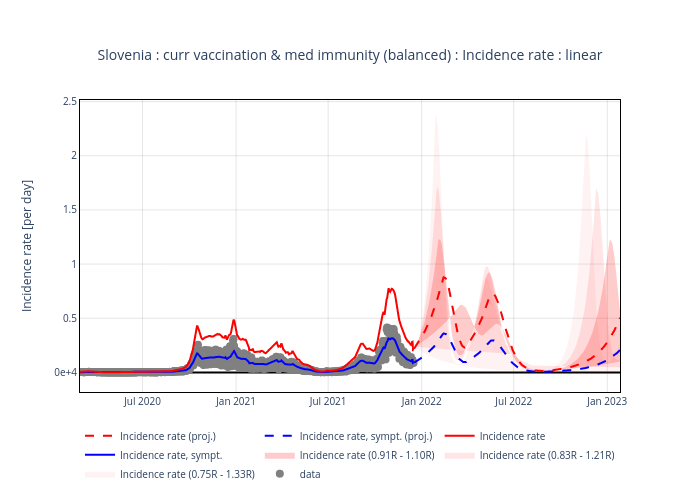 Slovenia : curr vaccination & med immunity (balanced) : Incidence rate : linear
Incidence rate [per day]
2.5
2
1.5
1
0.5
0e+4
Jul 2020
Jan 2021
Jul 2021
Jan 2022
Jul 2022
Jan 2023
Incidence rate (proj.)
Incidence rate, sympt. (proj.)
Incidence rate
Incidence rate, sympt.
Incidence rate (0.91R - 1.10R)
Incidence rate (0.83R - 1.21R)
Incidence rate (0.75R - 1.33R)
data